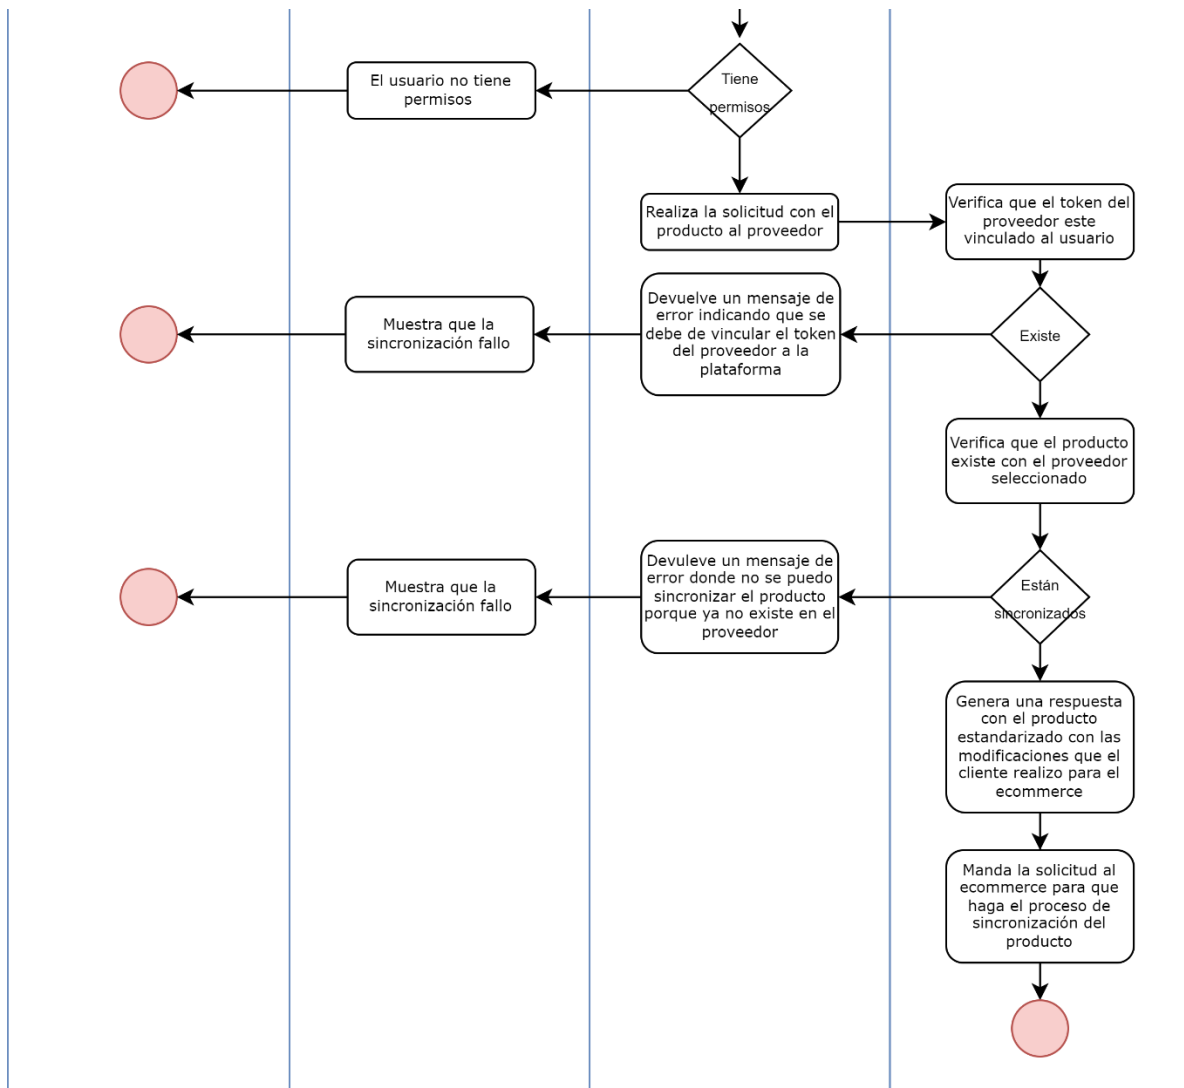 El usuario no tiene
permisos
Tiene
permisos
Realiza la solicitud con el
producto al proveedor
Verifica que el token del
proveedor este
vinculado al usuario
Muestra que la
sincronización fallo
Devuelve un mensaje de
error indicando que se
debe de vincular el token
del proveedor a la
plataforma
Existe
Verifica que el producto
existe con el proveedor
seleccionado
Muestra que la
sincronización fallo
Devuleve un mensaje de
error donde no se puedo
sincronizar el producto
porque ya no existe en el
proveedor
Están
sincronizados
Genera una respuesta
con el producto
estandarizado con las
modificaciones que el
cliente realizo para el
ecommerce
Manda la solicitud al
ecommerce para que
haga el proceso de
sincronización del
producto